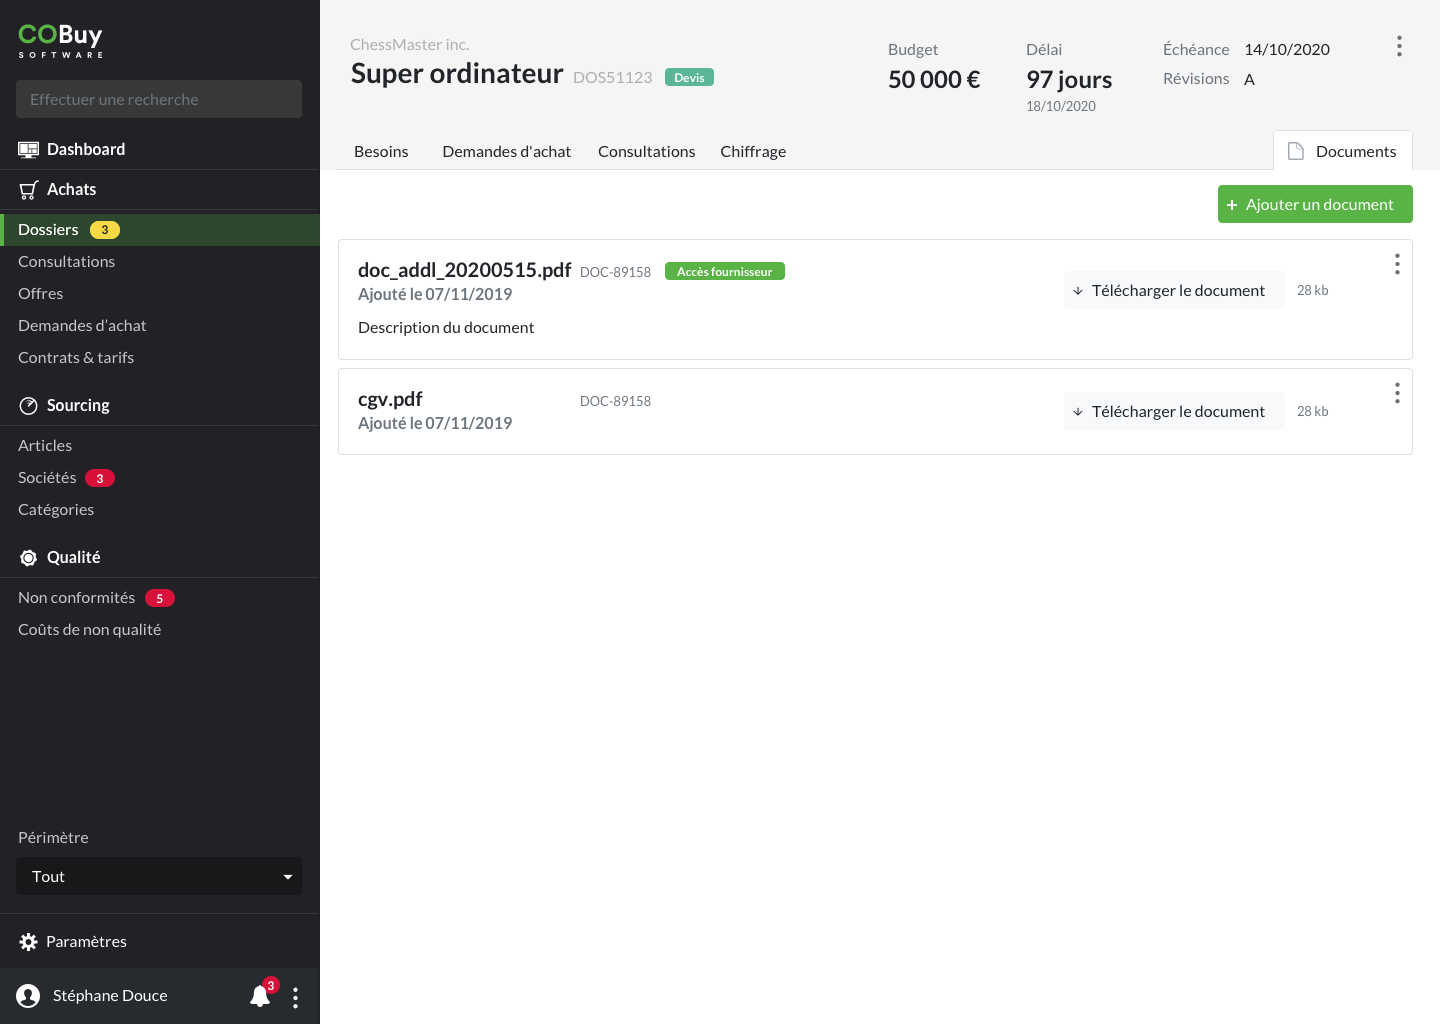 COBuy
SOFTWARE
Effectuer une recherche
Dashboard
Achats
Dossiers 3
Consultations
Offres
Demandes d’achat
Contrats & tarifs
Sourcing
Articles
Sociétés 3
Catégories
Qualité
Non conformités 5
Coûts de non qualité
Périmètre
Tout
Paramètres
Stéphane Douce 3
ChessMaster inc.
Super ordinateur DOS51123 Devis
Budget
50 000 €
Délai
97 jours
18/10/2020
Échéance 14/10/2020
Révisions A
Besoins Demandes d'achat Consultations Chiffrage Documents
+ Ajouter un document
doc_addl_20200515.pdf DOC-89158 Accès fournisseur
Ajouté le 07/11/2019
Description du document
↓ Télécharger le document 28 kb
cgv.pdf DOC-89158
Ajouté le 07/11/2019
↓ Télécharger le document 28 kb